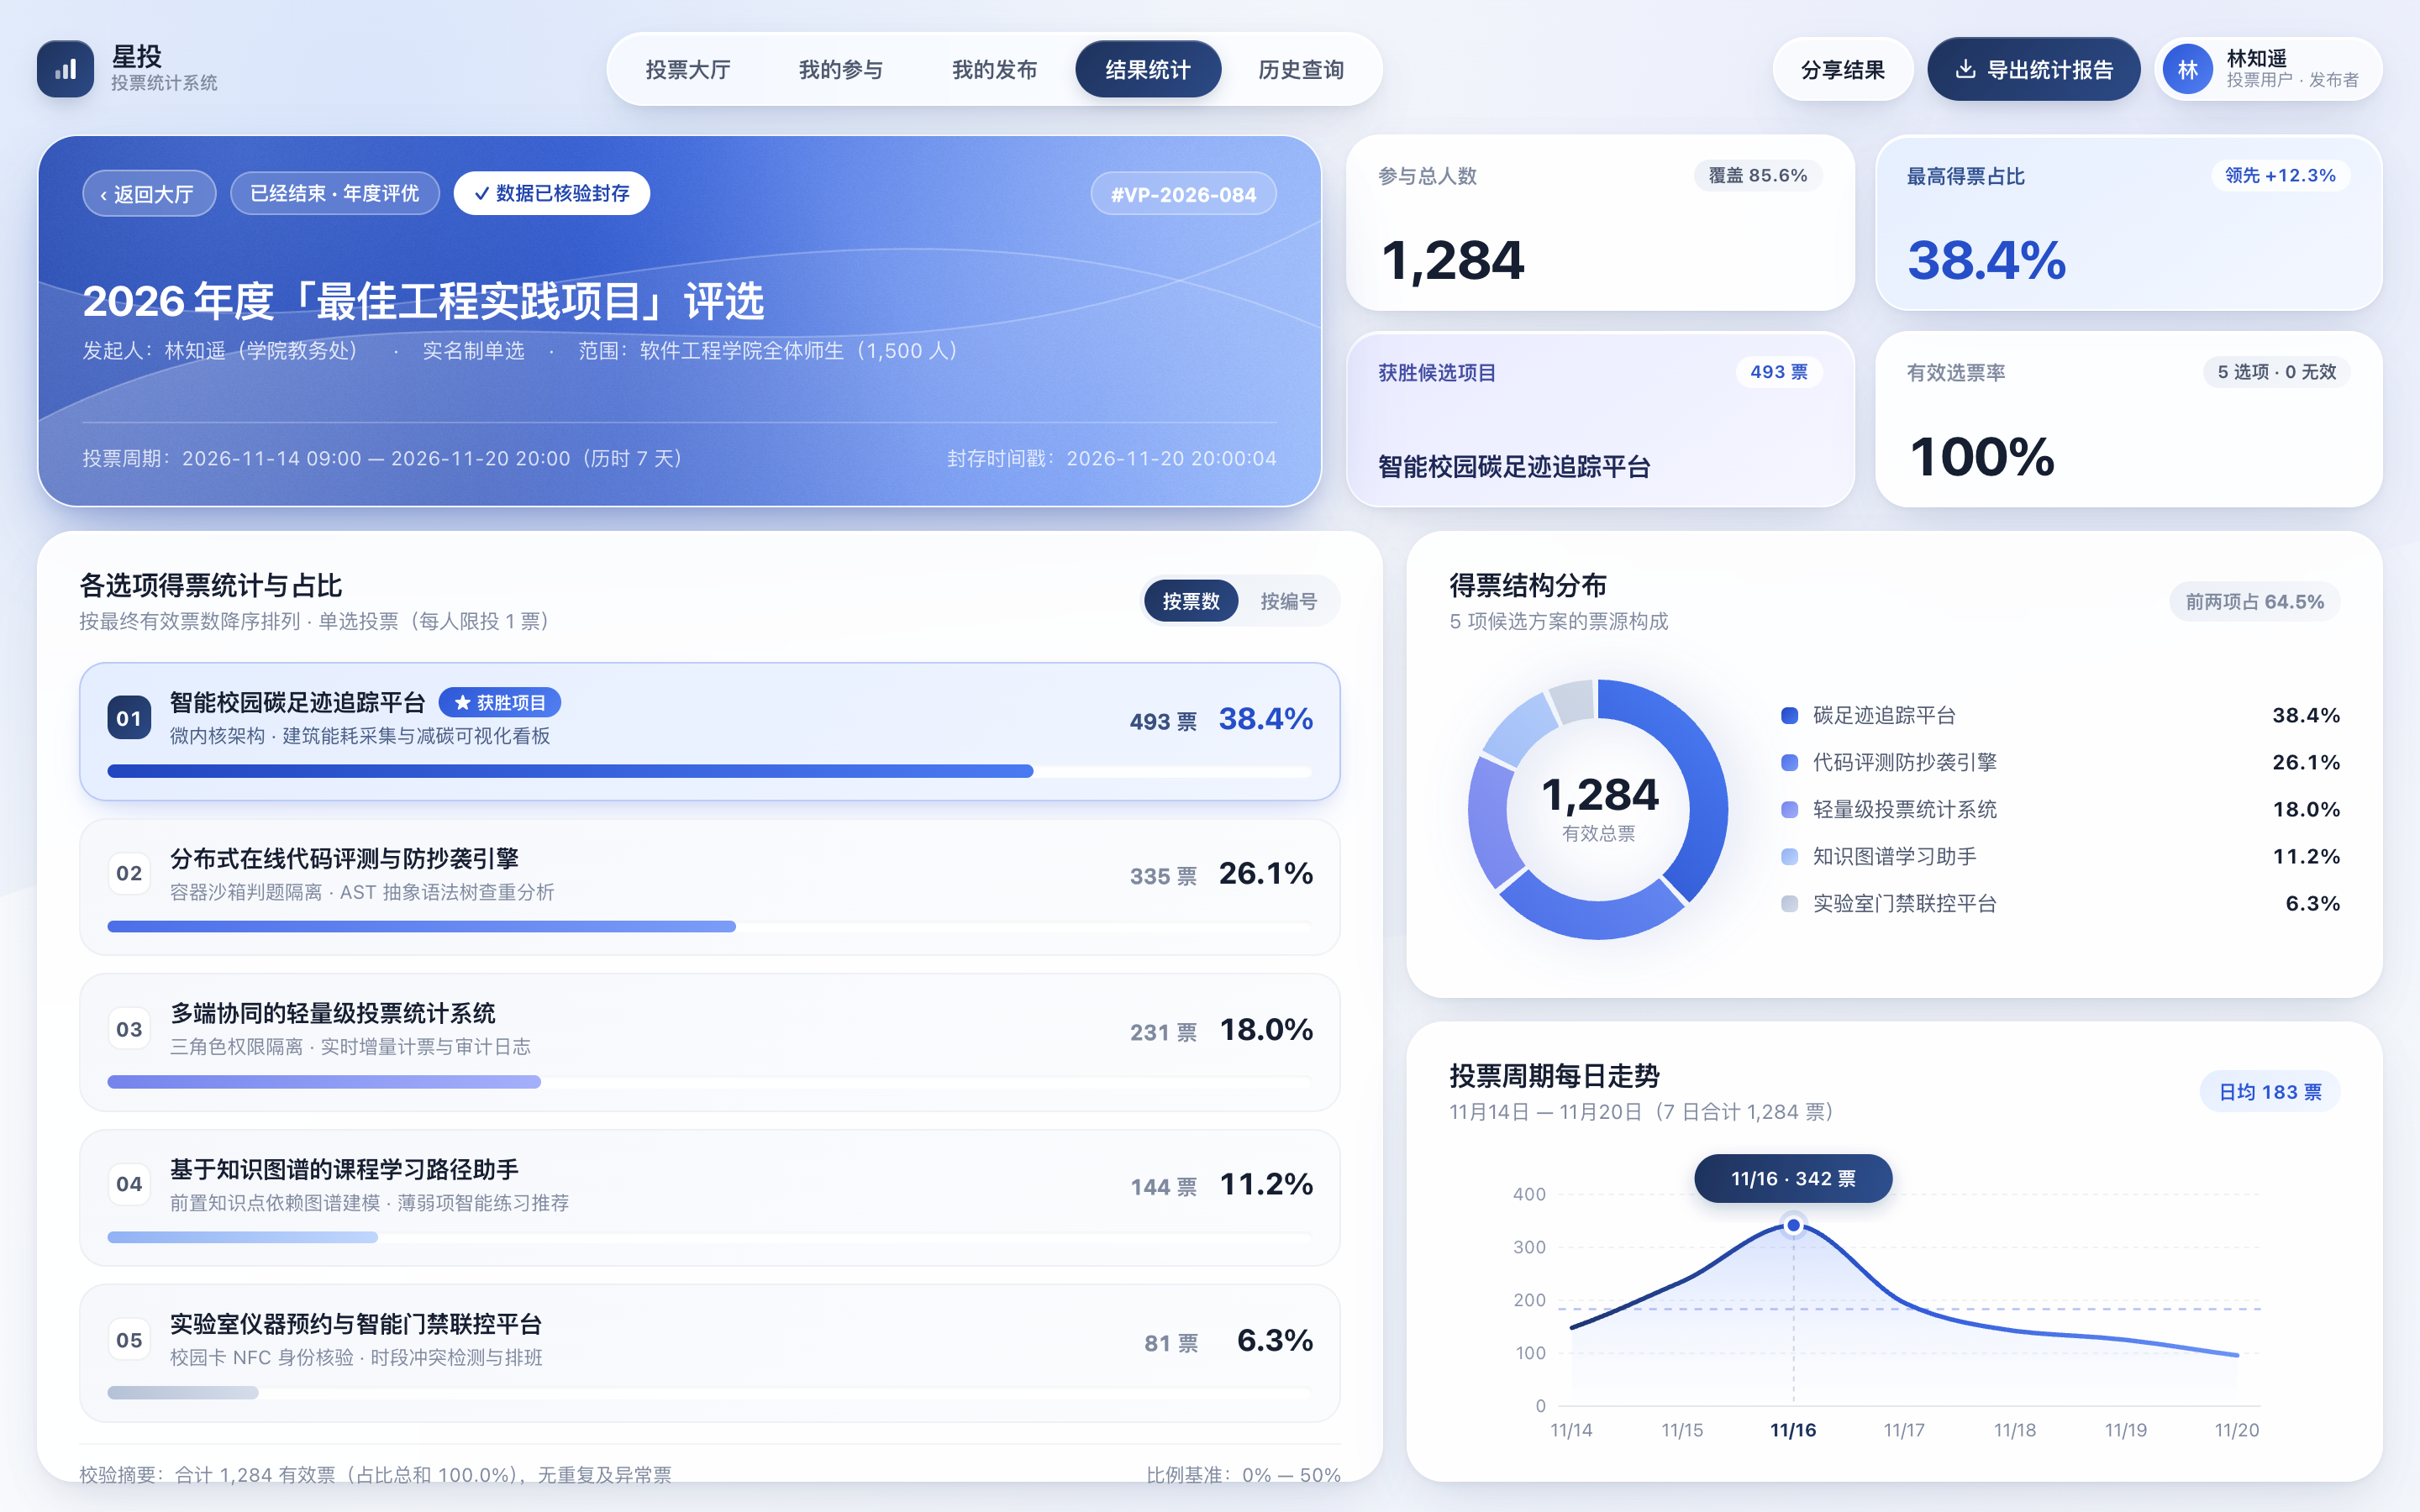 星投
投票统计系统
投票大厅
我的参与
我的发布
结果统计
历史查询
分享结果
导出统计报告
林
林知遥
投票用户 · 发布者
‹ 返回大厅
已经结束 · 年度评优
数据已核验封存
#VP-2026-084
2026 年度「最佳工程实践项目」评选
发起人：林知遥（学院教务处） · 实名制单选 · 范围：软件工程学院全体师生（1,500 人）
投票周期：2026-11-14 09:00 — 2026-11-20 20:00（历时 7 天）
封存时间戳：2026-11-20 20:00:04
参与总人数
覆盖 85.6%
1,284
最高得票占比
领先 +12.3%
38.4%
获胜候选项目
493 票
智能校园碳足迹追踪平台
有效选票率
5 选项 · 0 无效
100%
各选项得票统计与占比
按最终有效票数降序排列 · 单选投票（每人限投 1 票）
按票数
按编号
01
智能校园碳足迹追踪平台
获胜项目
微内核架构 · 建筑能耗采集与减碳可视化看板
493 票
38.4%
02
分布式在线代码评测与防抄袭引擎
容器沙箱判题隔离 · AST 抽象语法树查重分析
335 票
26.1%
03
多端协同的轻量级投票统计系统
三角色权限隔离 · 实时增量计票与审计日志
231 票
18.0%
04
基于知识图谱的课程学习路径助手
前置知识点依赖图谱建模 · 薄弱项智能练习推荐
144 票
11.2%
05
实验室仪器预约与智能门禁联控平台
校园卡 NFC 身份核验 · 时段冲突检测与排班
81 票
6.3%
校验摘要：合计 1,284 有效票（占比总和 100.0%），无重复及异常票
比例基准：0% — 50%
得票结构分布
5 项候选方案的票源构成
前两项占 64.5%
1,284
有效总票
碳足迹追踪平台
38.4%
代码评测防抄袭引擎
26.1%
轻量级投票统计系统
18.0%
知识图谱学习助手
11.2%
实验室门禁联控平台
6.3%
投票周期每日走势
11月14日 — 11月20日（7 日合计 1,284 票）
日均 183 票
11/16 · 342 票
400
300
200
100
0
11/14
11/15
11/16
11/17
11/18
11/19
11/20